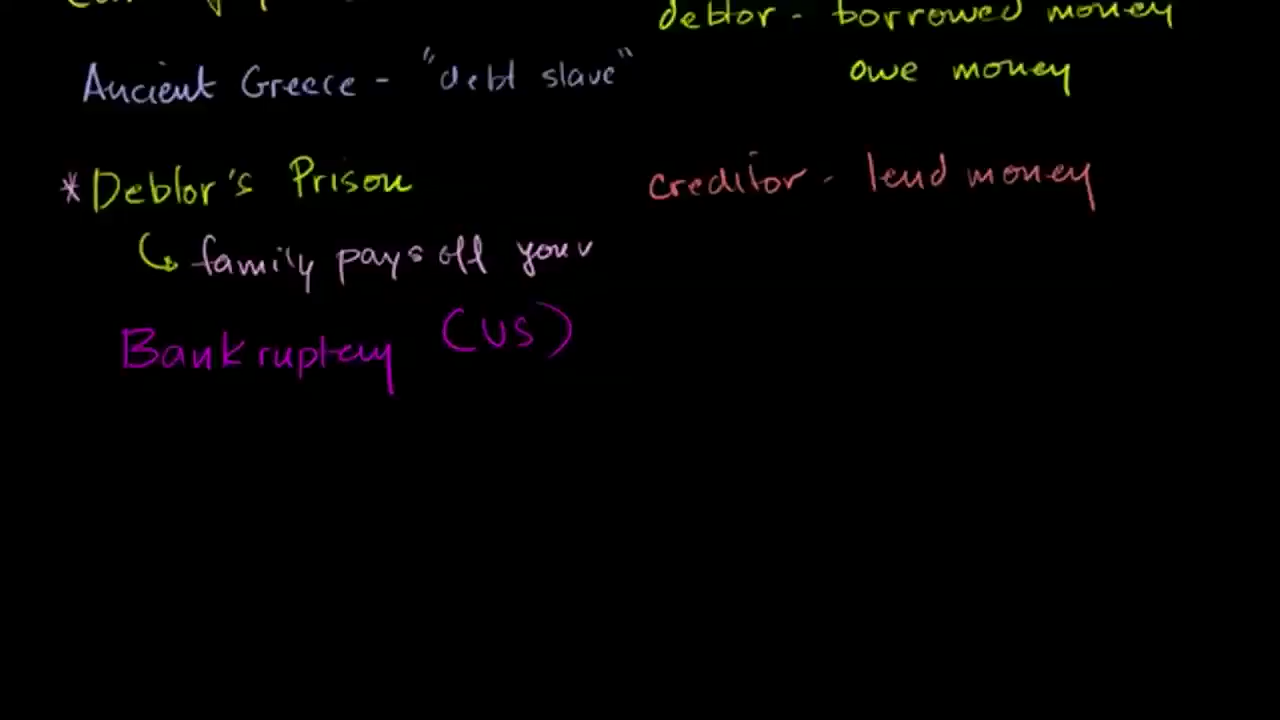 debtor - borrowed money
Ancient Greece - "debt slave"
owe money
* Debtor's Prison
creditor - lend money
family pays off your
Bankruptcy (US)